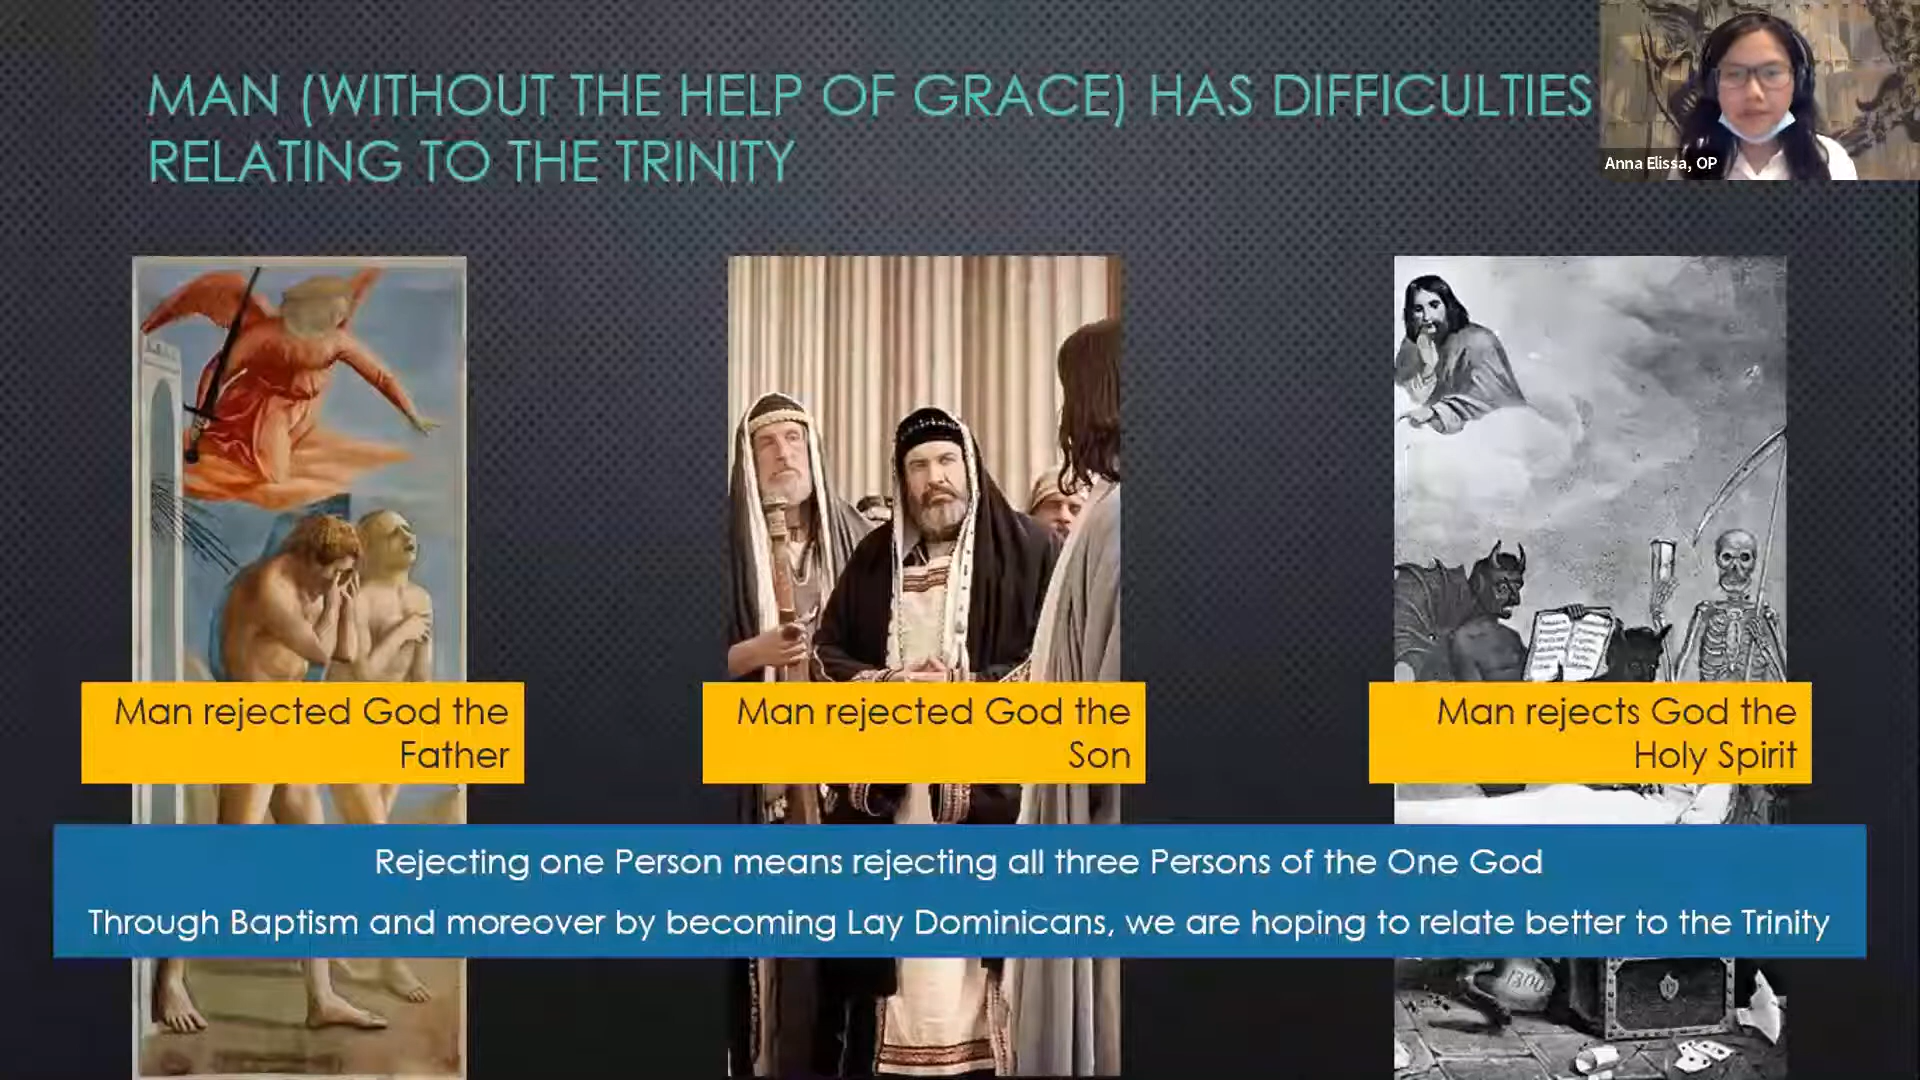 MAN (WITHOUT THE HELP OF GRACE) HAS DIFFICULTIES
RELATING TO THE TRINITY
Anna Elissa, OP
Man rejected God the
Father
Man rejected God the
Son
Man rejects God the
Holy Spirit
Rejecting one Person means rejecting all three Persons of the One God
Through Baptism and moreover by becoming Lay Dominicans, we are hoping to relate better to the Trinity
1300